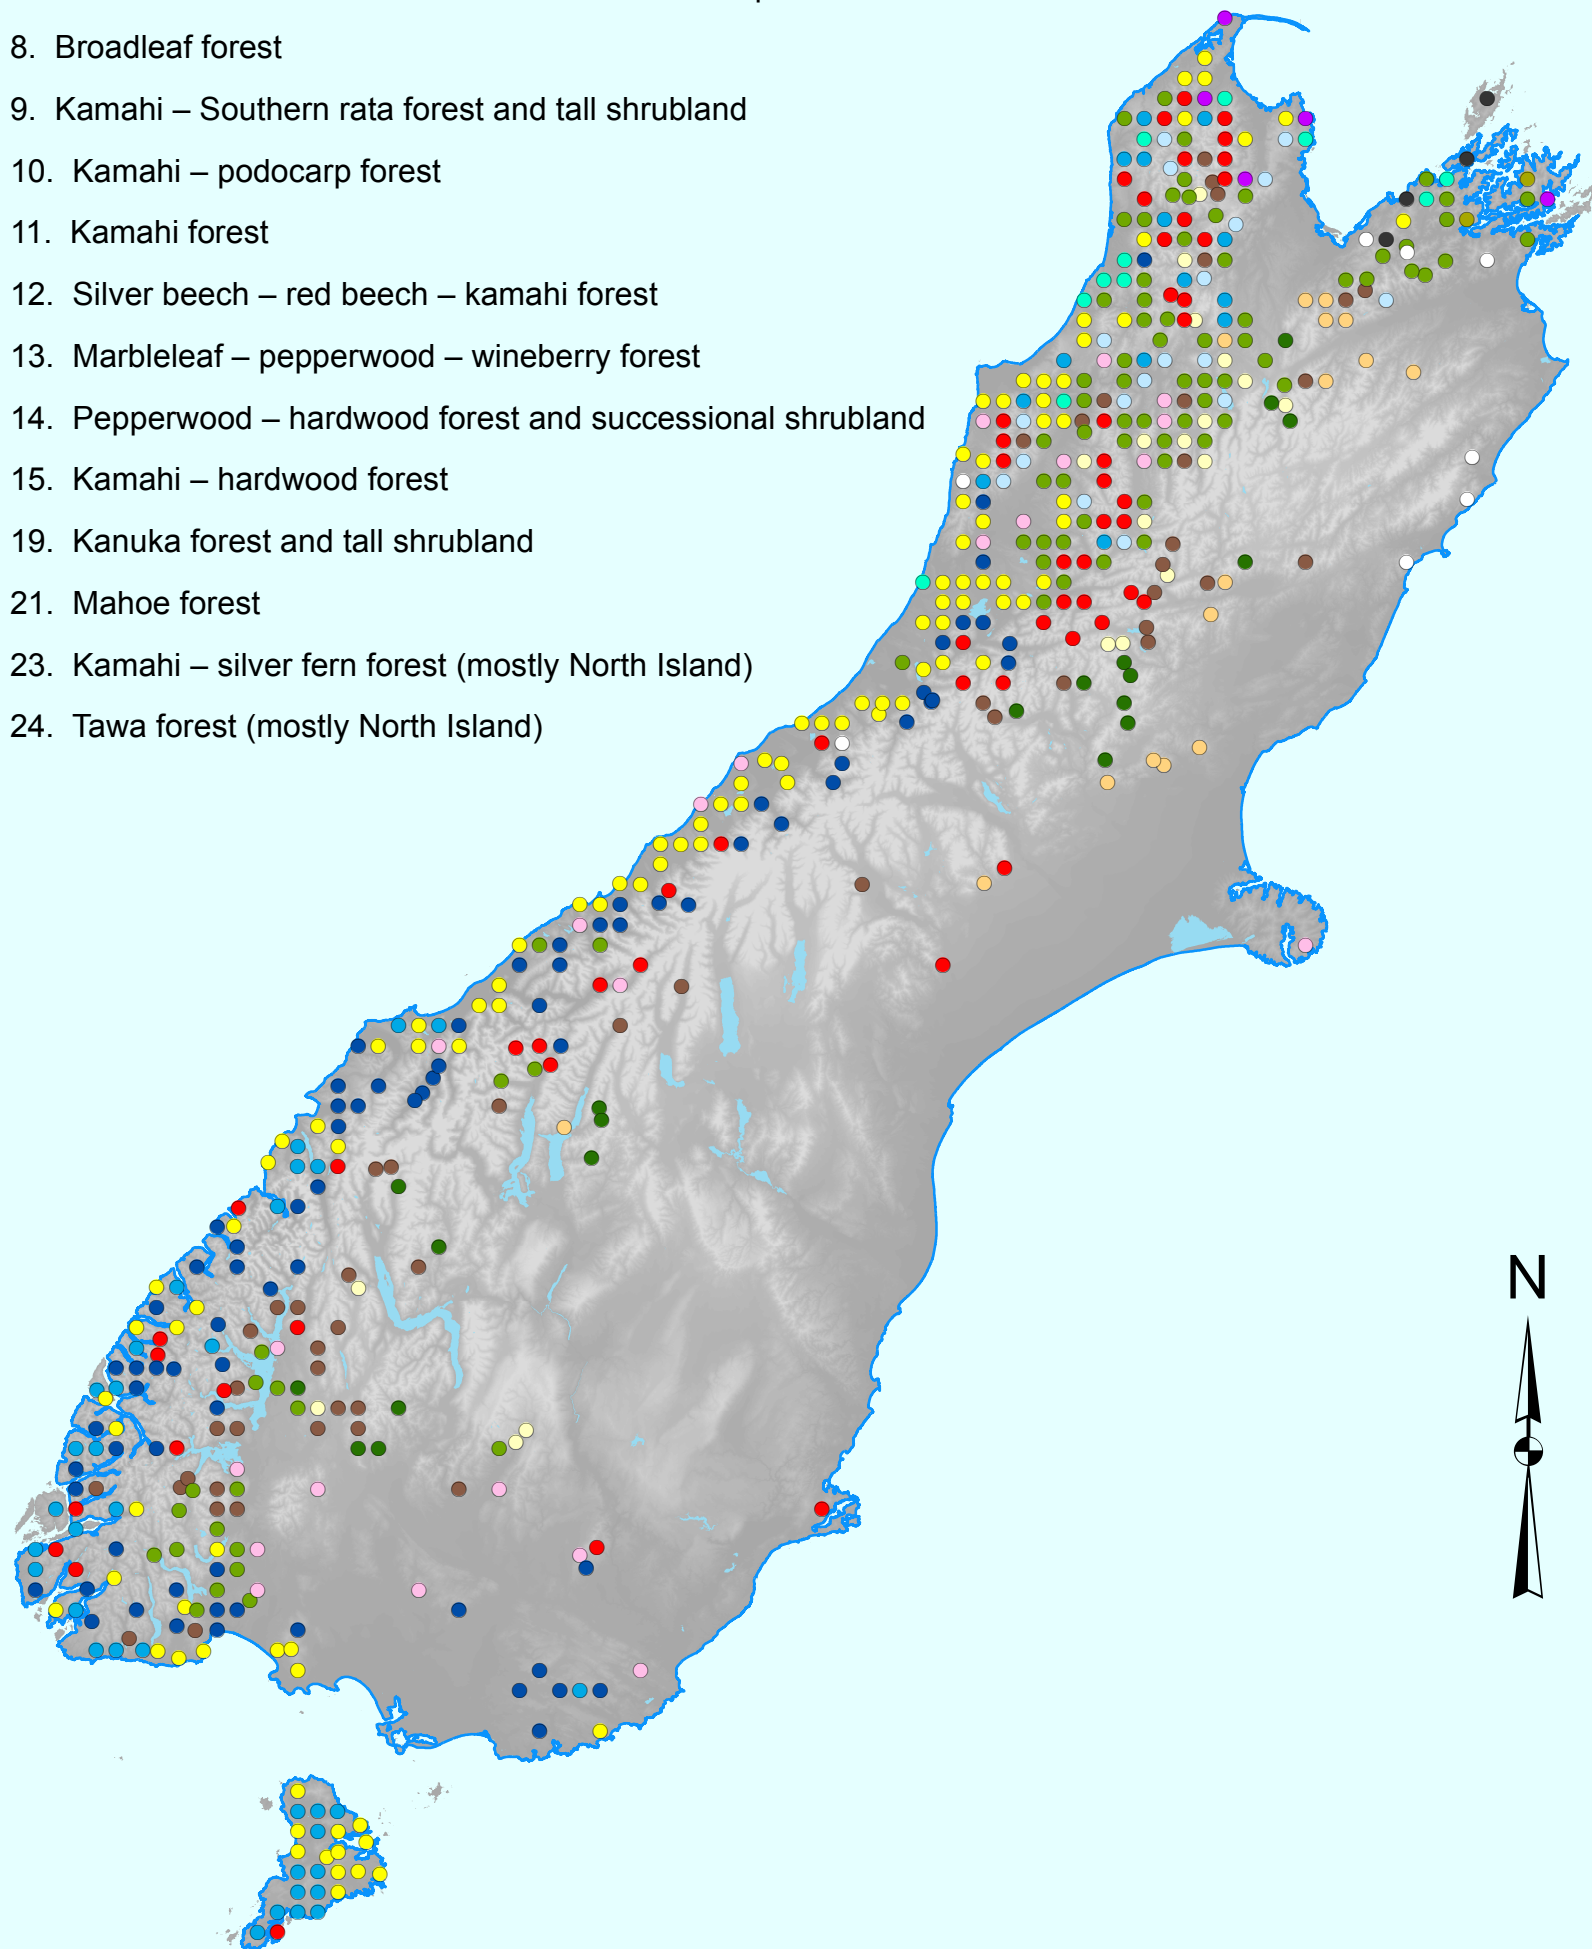 8. Broadleaf forest
9. Kamahi – Southern rata forest and tall shrubland
10. Kamahi – podocarp forest
11. Kamahi forest
12. Silver beech – red beech – kamahi forest
13. Marbleleaf – pepperwood – wineberry forest
14. Pepperwood – hardwood forest and successional shrubland
15. Kamahi – hardwood forest
19. Kanuka forest and tall shrubland
21. Mahoe forest
23. Kamahi – silver fern forest (mostly North Island)
24. Tawa forest (mostly North Island)
N